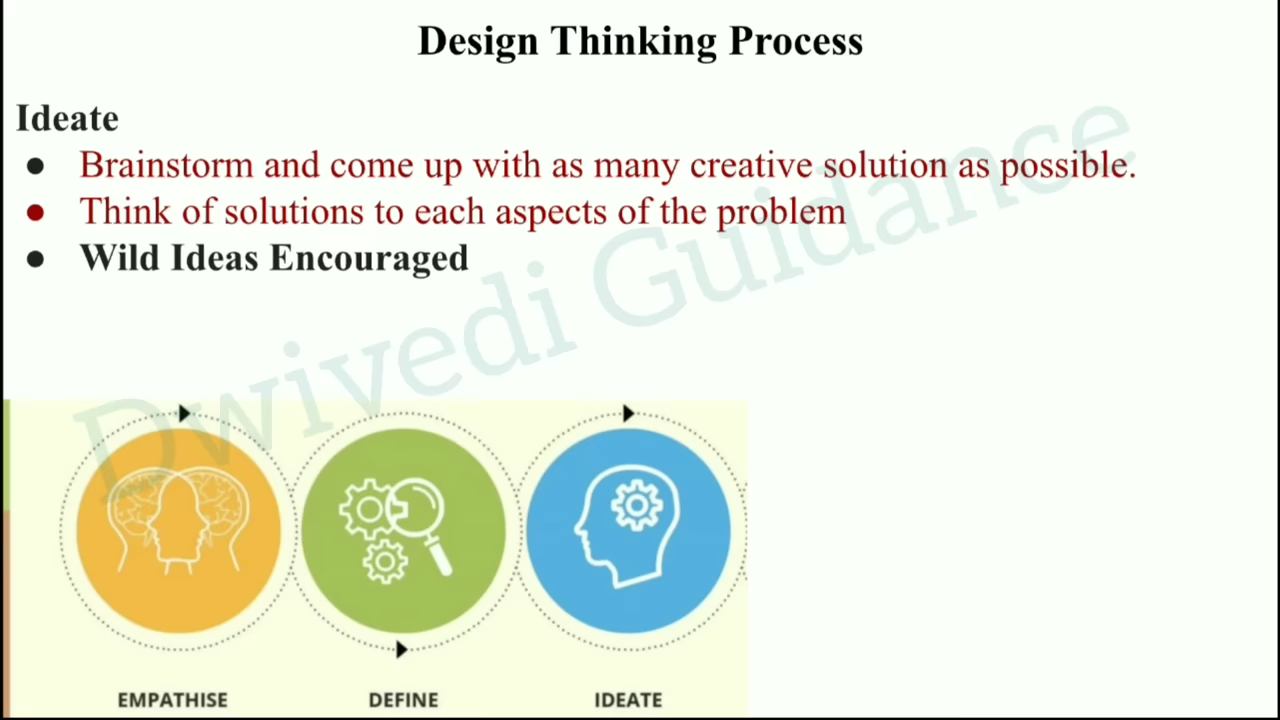 Design Thinking Process
Ideate
● Brainstorm and come up with as many creative solution as possible.
● Think of solutions to each aspects of the problem
● Wild Ideas Encouraged
Dwivedi Guidance
EMPATHISE DEFINE IDEATE